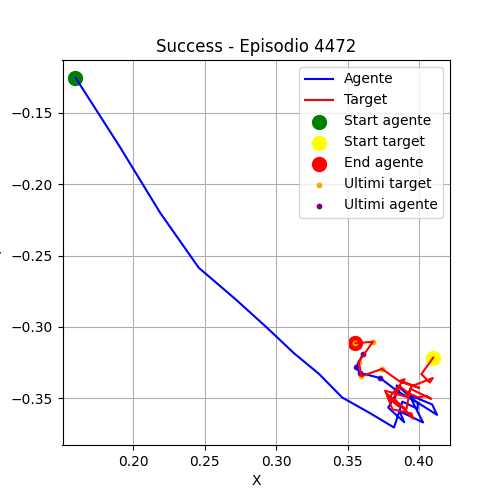 Success - Episodio 4472
Agente
Target
Start agente
Start target
End agente
Ultimi target
Ultimi agente
−0.15
−0.20
−0.25
−0.30
−0.35
0.20
0.25
0.30
0.35
0.40
X